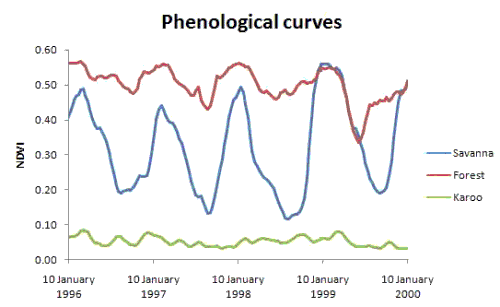 Phenological curves
0.60
0.50
0.40
0.30
0.20
0.10
0.00
NDVI
Savanna
Forest
Karoo
10 January 10 January 10 January 10 January 10 January
1996 1997 1998 1999 2000